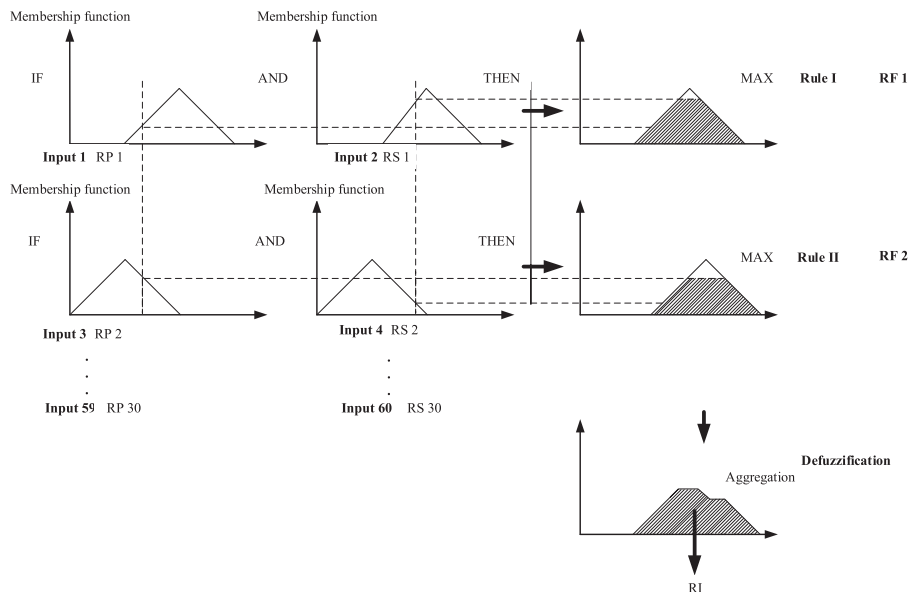 Membership function
Membership function
IF
AND
THEN
MAX
Rule I
RF 1
Input 1 RP 1
Input 2 RS 1
Membership function
Membership function
IF
AND
THEN
MAX
Rule II
RF 2
Input 3 RP 2
Input 4 RS 2
Input 59 RP 30
Input 60 RS 30
Defuzzification
Aggregation
RI